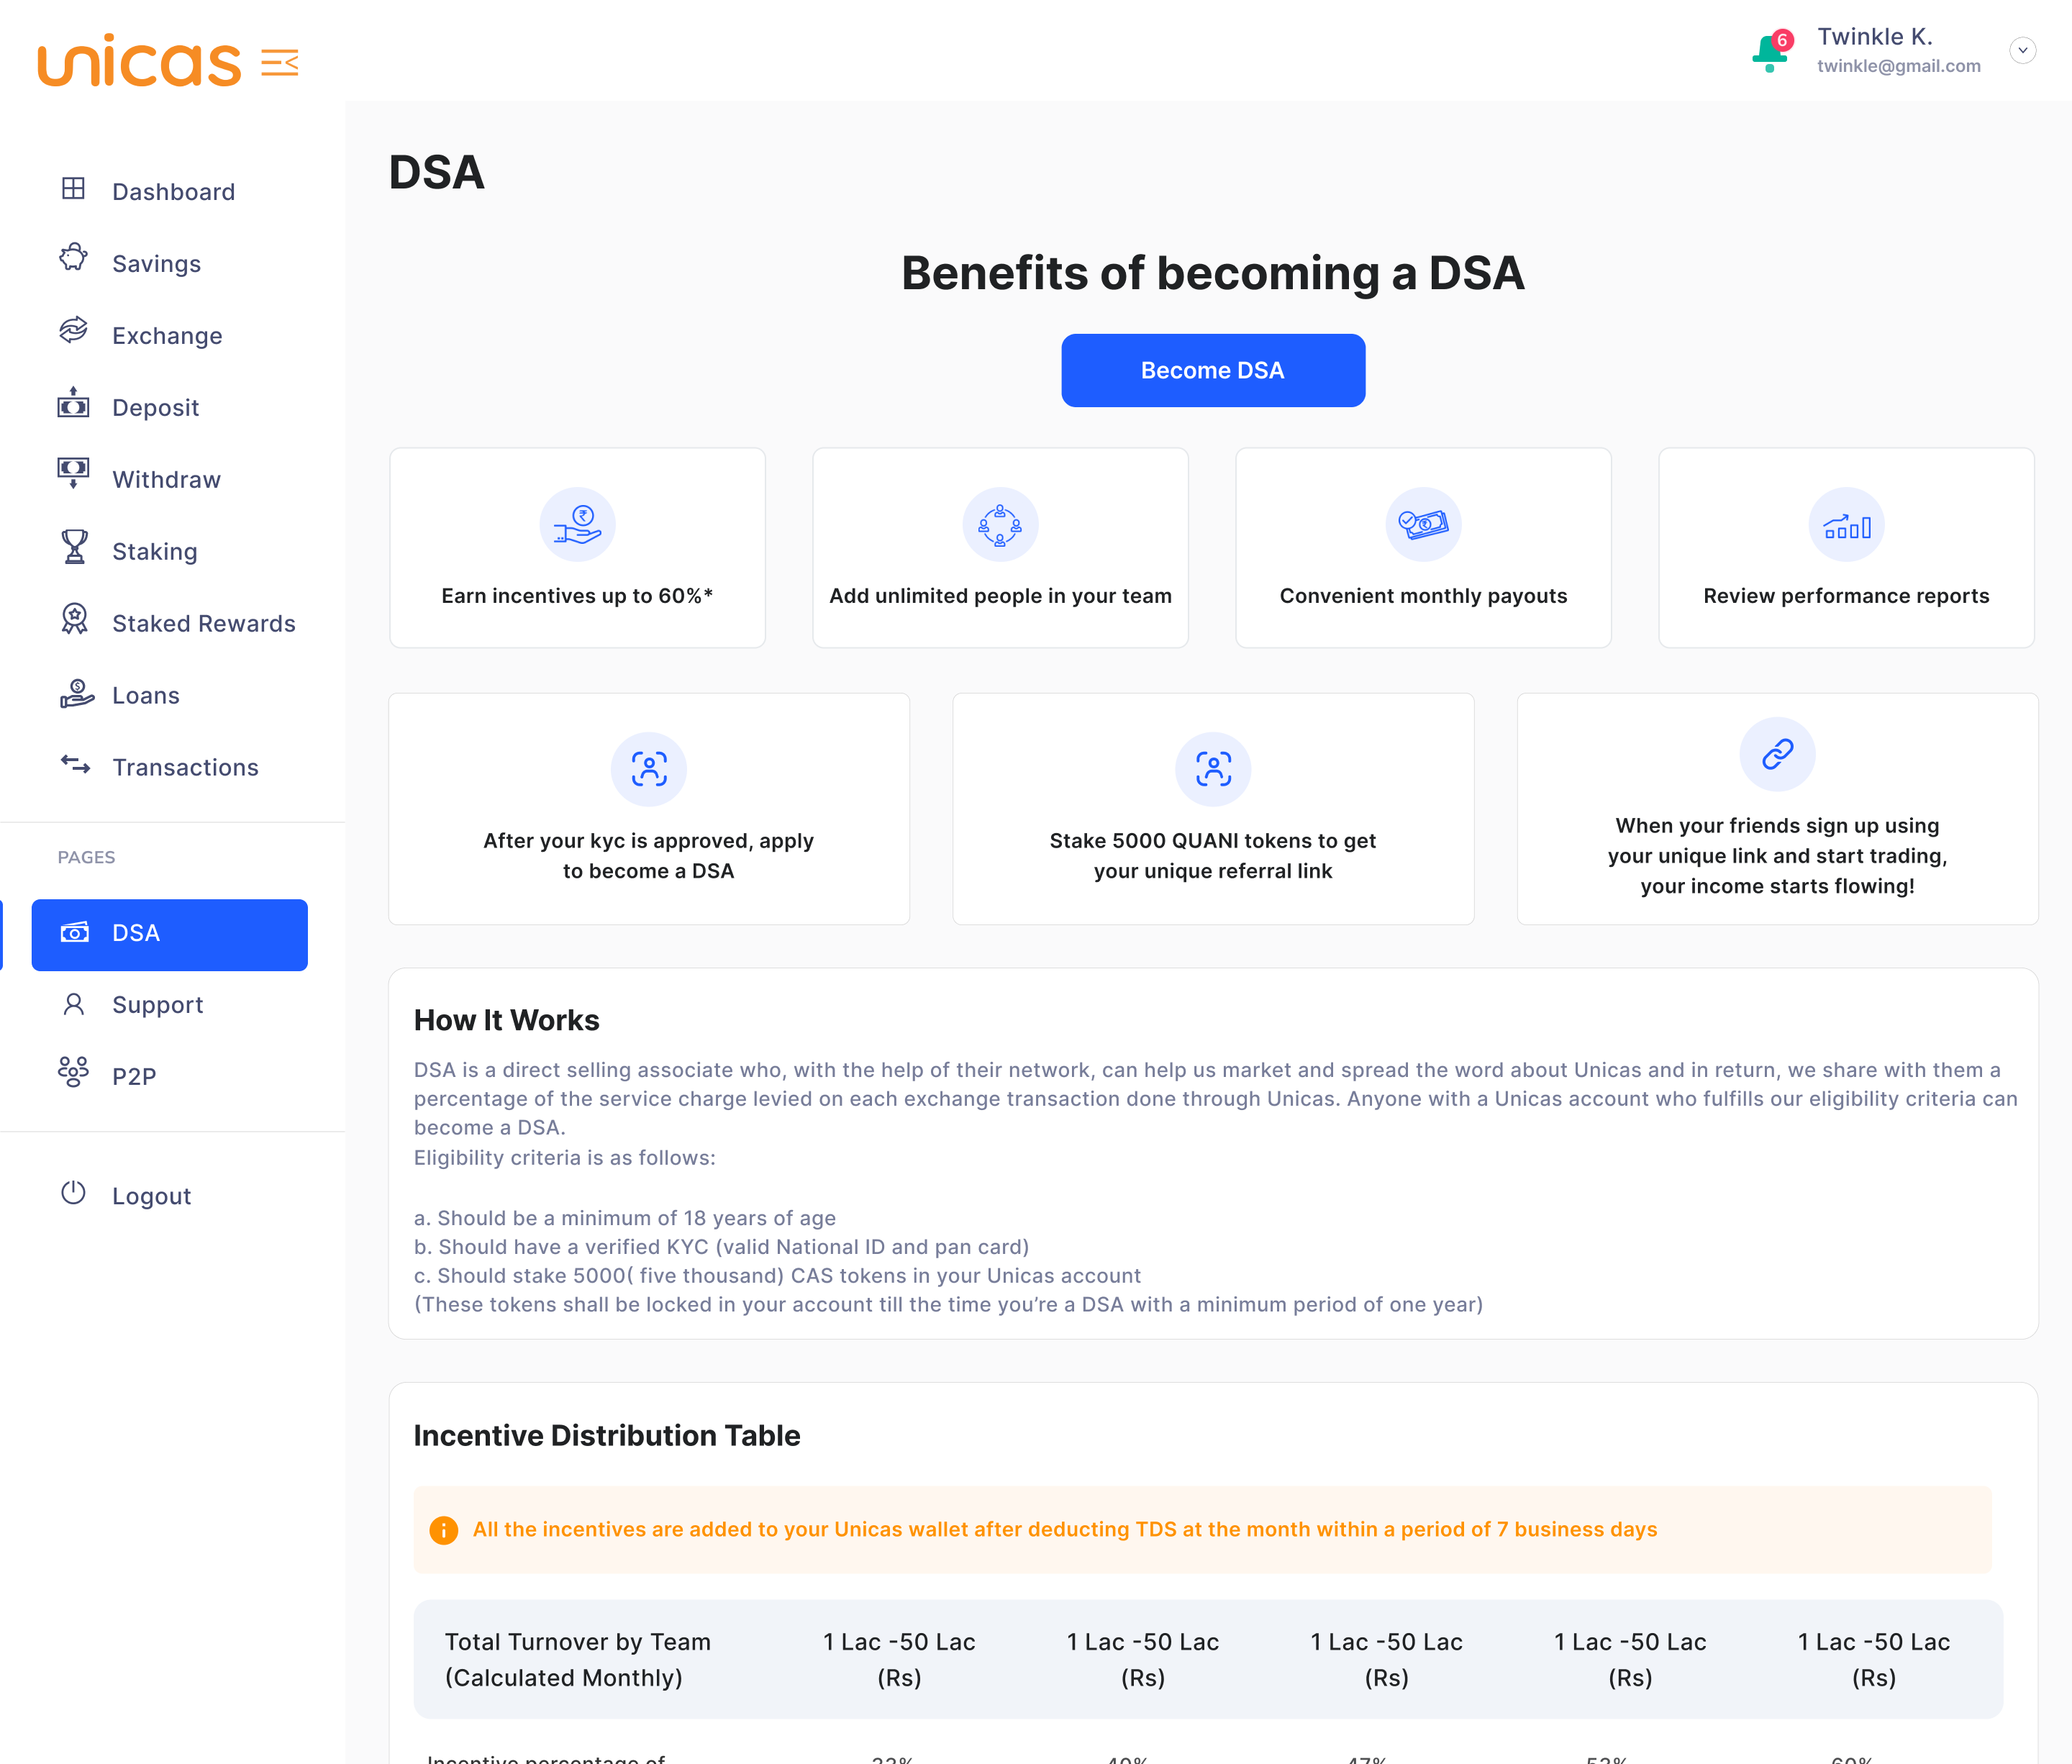 unicas
6
Twinkle K.
twinkle@gmail.com
Dashboard
Savings
Exchange
Deposit
Withdraw
Staking
Staked Rewards
Loans
Transactions
PAGES
DSA
Support
P2P
Logout
DSA
Benefits of becoming a DSA
Become DSA
Earn incentives up to 60%*
Add unlimited people in your team
Convenient monthly payouts
Review performance reports
After your kyc is approved, apply
to become a DSA
Stake 5000 QUANI tokens to get
your unique referral link
When your friends sign up using
your unique link and start trading,
your income starts flowing!
How It Works
DSA is a direct selling associate who, with the help of their network, can help us market and spread the word about Unicas and in return, we share with them a
percentage of the service charge levied on each exchange transaction done through Unicas. Anyone with a Unicas account who fulfills our eligibility criteria can
become a DSA.
Eligibility criteria is as follows:
a. Should be a minimum of 18 years of age
b. Should have a verified KYC (valid National ID and pan card)
c. Should stake 5000( five thousand) CAS tokens in your Unicas account
(These tokens shall be locked in your account till the time you’re a DSA with a minimum period of one year)
Incentive Distribution Table
All the incentives are added to your Unicas wallet after deducting TDS at the month within a period of 7 business days
Total Turnover by Team
(Calculated Monthly)
1 Lac -50 Lac
(Rs)
1 Lac -50 Lac
(Rs)
1 Lac -50 Lac
(Rs)
1 Lac -50 Lac
(Rs)
1 Lac -50 Lac
(Rs)
Incentive percentage of
40%
47%
60%